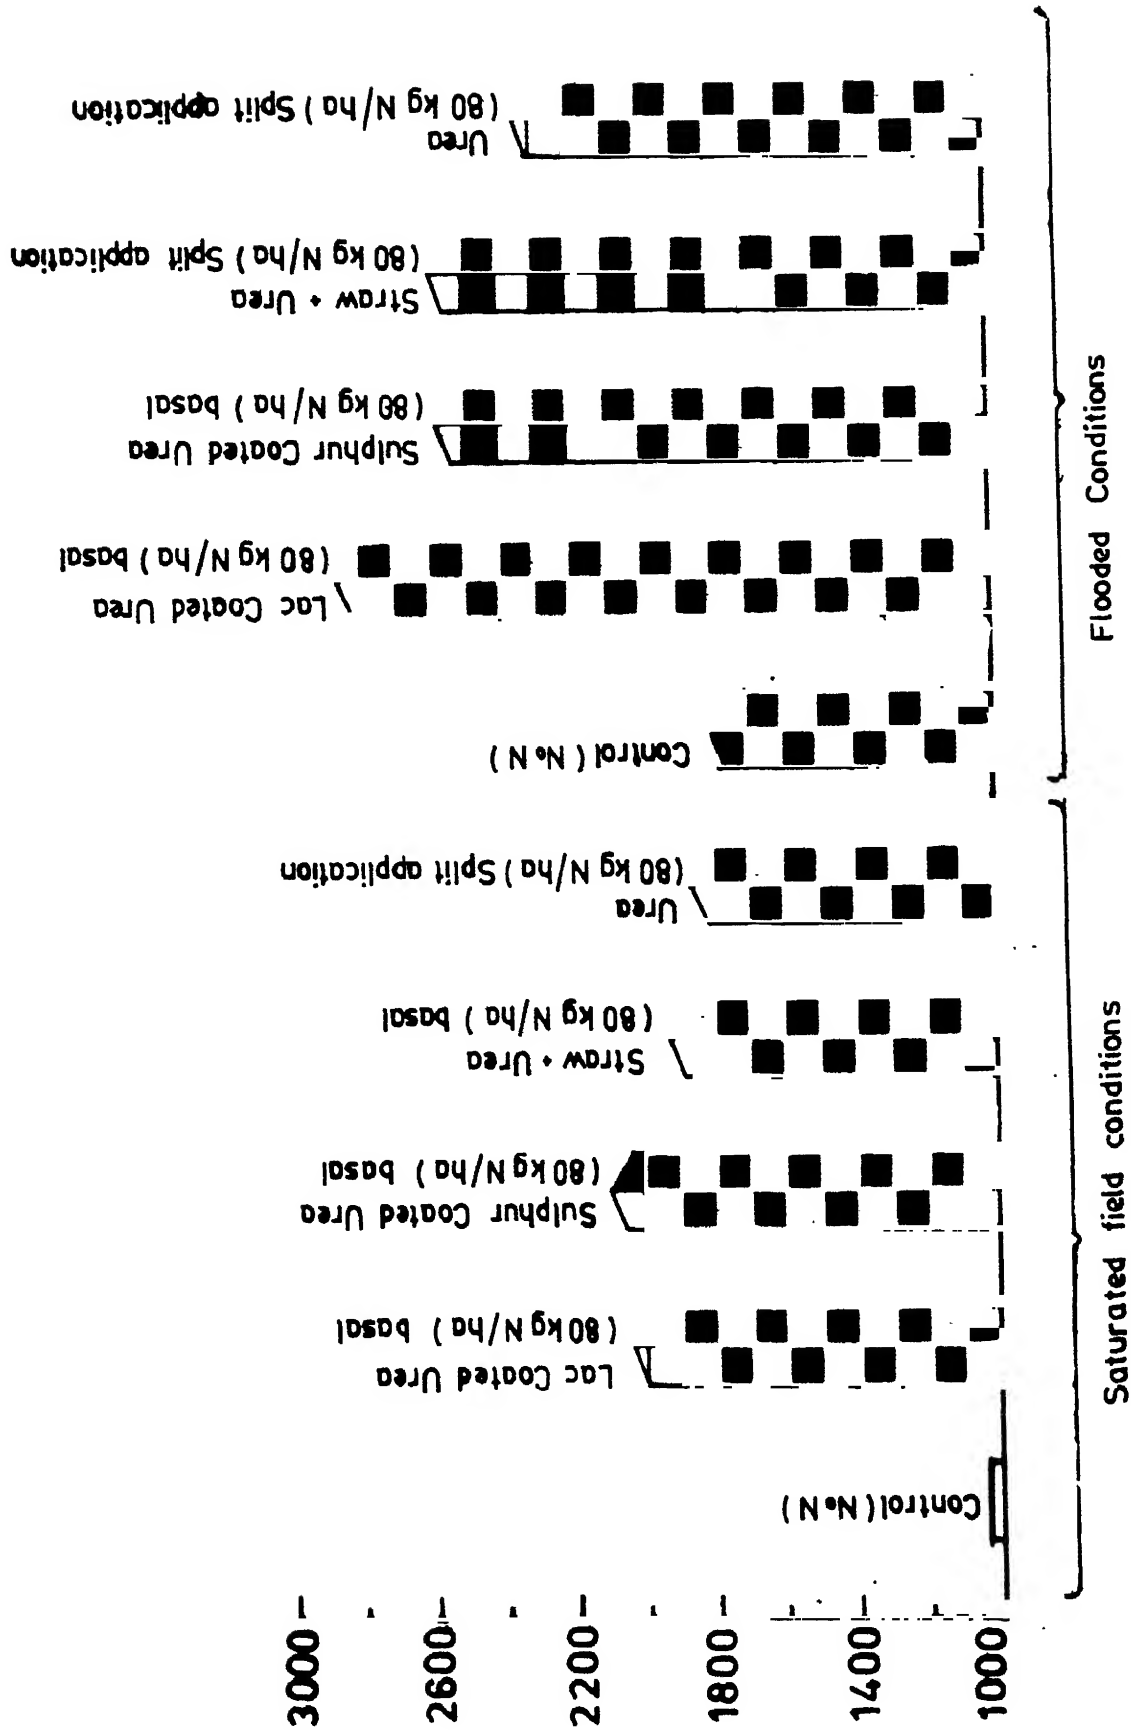 3000
2600
2200
1800
1400
1000
Control (No N)
Lac Coated Urea
(80 kg N/ha) basal
Sulphur Coated Urea
(80 kg N/ha) basal
Straw + Urea
(80 kg N/ha) basal
Urea
(80 kg N/ha) Split application
Control (No N)
Lac Coated Urea
(80 kg N/ha) basal
Sulphur Coated Urea
(80 kg N/ha) basal
Straw + Urea
(80 kg N/ha) Split application
Urea
(80 kg N/ha) Split application
Saturated field conditions
Flooded Conditions